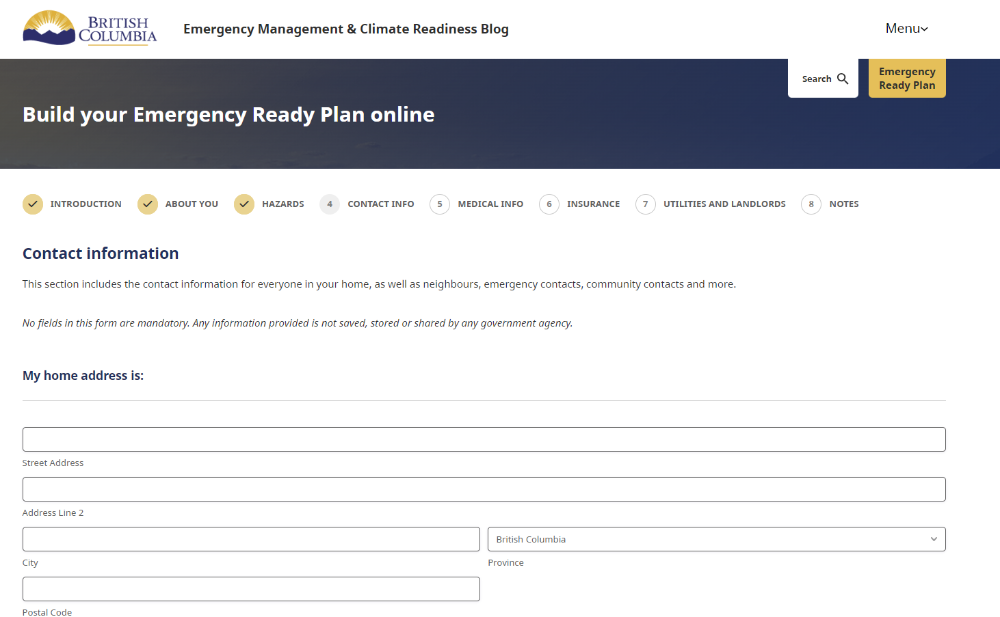 BRITISH
COLUMBIA
Emergency Management & Climate Readiness Blog
Menu
Search
Emergency
Ready Plan
Build your Emergency Ready Plan online
INTRODUCTION
ABOUT YOU
HAZARDS
4 CONTACT INFO
5 MEDICAL INFO
6 INSURANCE
7 UTILITIES AND LANDLORDS
8 NOTES
Contact information
This section includes the contact information for everyone in your home, as well as neighbours, emergency contacts, community contacts and more.
No fields in this form are mandatory. Any information provided is not saved, stored or shared by any government agency.
My home address is:
Street Address
Address Line 2
British Columbia
City
Province
Postal Code